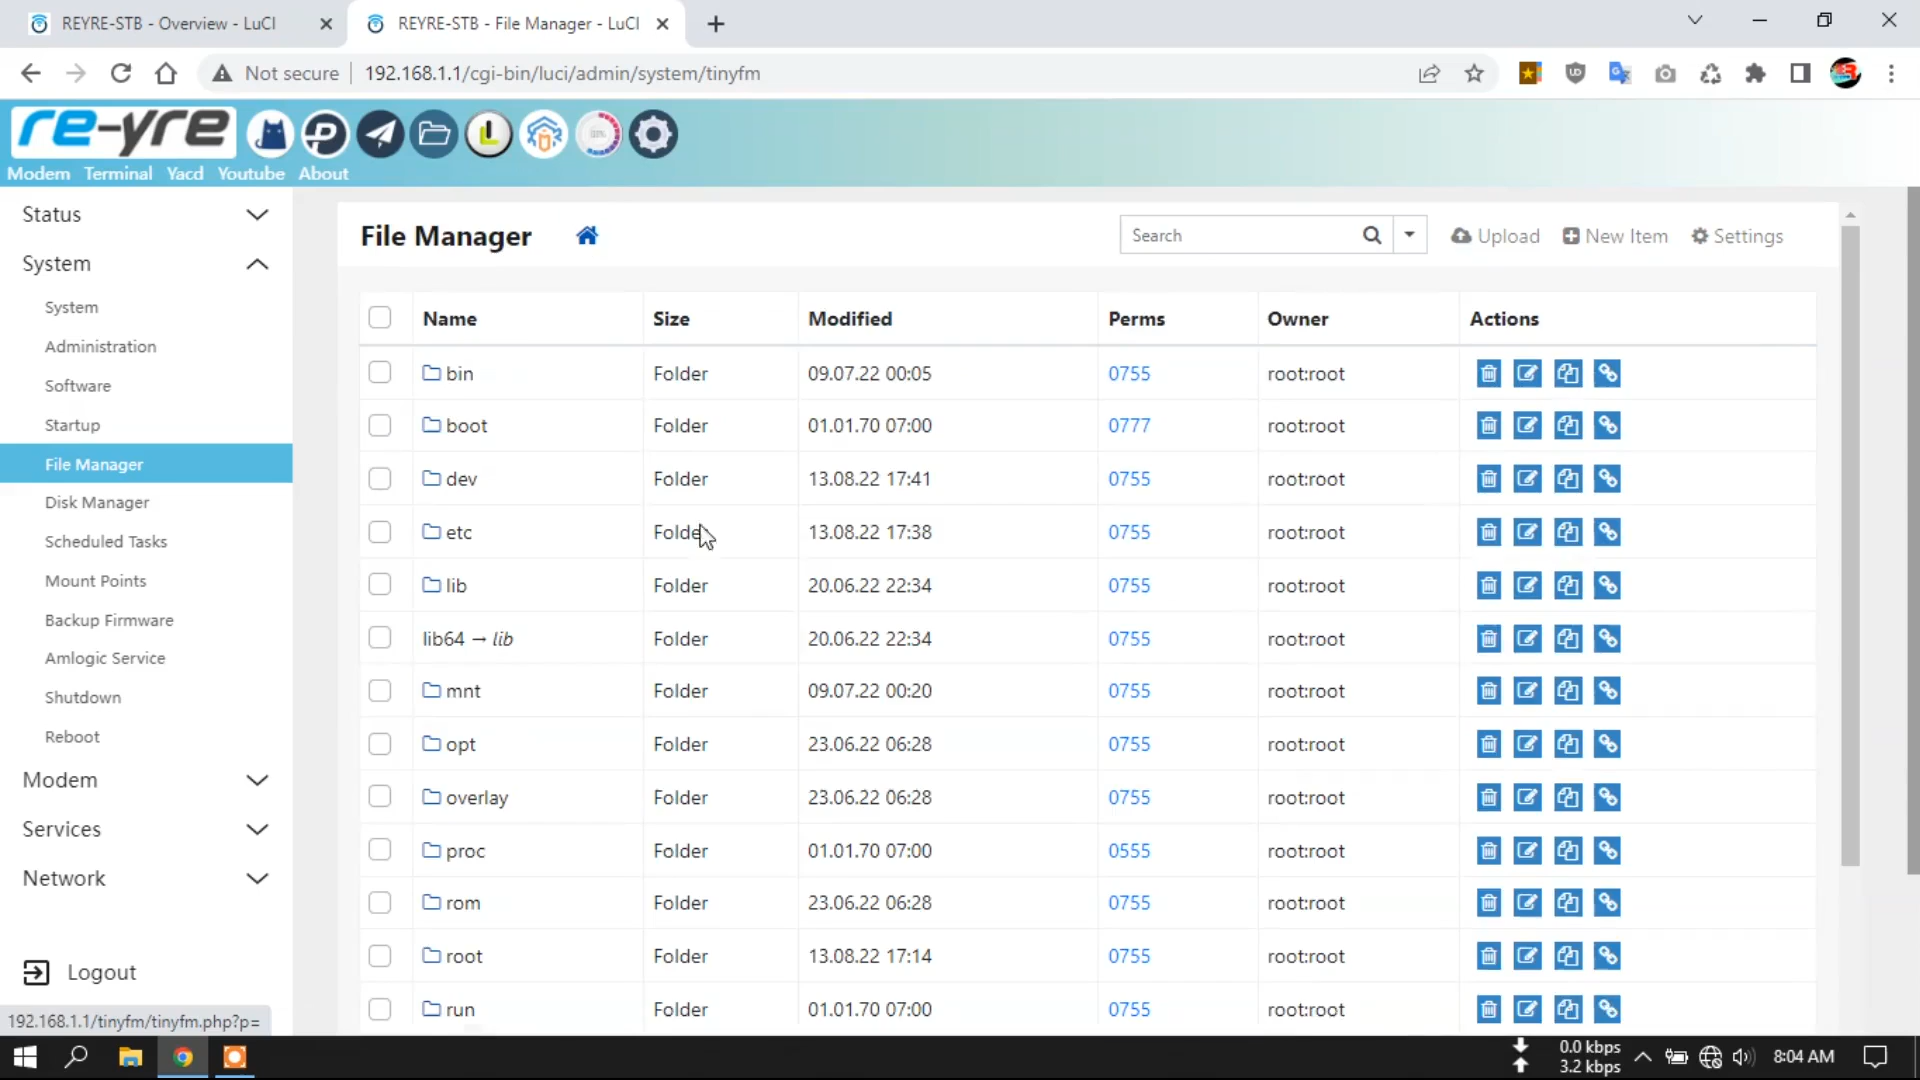 REYRE-STB - Overview - LuCI
REYRE-STB - File Manager - LuCI
Not secure
192.168.1.1/cgi-bin/luci/admin/system/tinyfm
re-yre
Modem Terminal Yacd Youtube About
Status
System
System
Administration
Software
Startup
File Manager
Disk Manager
Scheduled Tasks
Mount Points
Backup Firmware
Amlogic Service
Shutdown
Reboot
Modem
Services
Network
Logout
192.168.1.1/tinyfm/tinyfm.php?p=
File Manager
Search
Upload
New Item
Settings
Name Size Modified Perms Owner Actions
bin Folder 09.07.22 00:05 0755 root:root
boot Folder 01.01.70 07:00 0777 root:root
dev Folder 13.08.22 17:41 0755 root:root
etc Folder 13.08.22 17:38 0755 root:root
lib Folder 20.06.22 22:34 0755 root:root
lib64 → lib Folder 20.06.22 22:34 0755 root:root
mnt Folder 09.07.22 00:20 0755 root:root
opt Folder 23.06.22 06:28 0755 root:root
overlay Folder 23.06.22 06:28 0755 root:root
proc Folder 01.01.70 07:00 0555 root:root
rom Folder 23.06.22 06:28 0755 root:root
root Folder 13.08.22 17:14 0755 root:root
run Folder 01.01.70 07:00 0755 root:root
0.0 kbps
3.2 kbps
8:04 AM